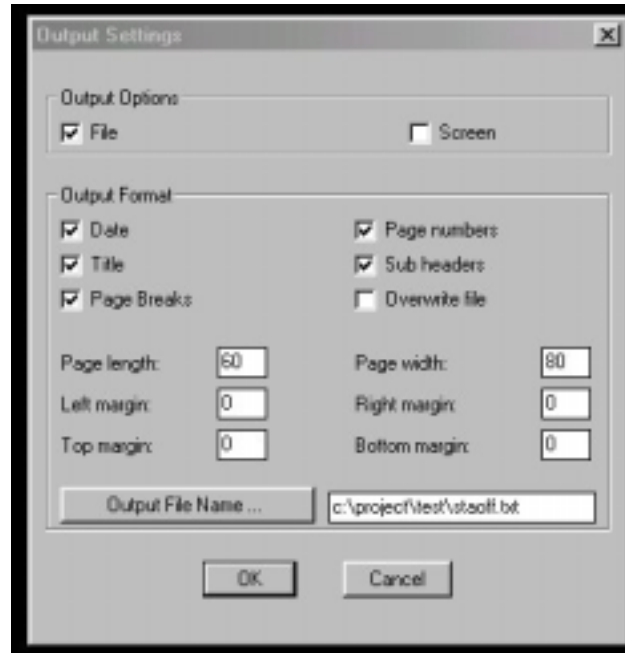 Output Settings
Output Options
File Screen
Output Format
Date Page numbers
Title Sub headers
Page Breaks Overwrite file
Page length: 60 Page width: 80
Left margin: 0 Right margin: 0
Top margin: 0 Bottom margin: 0
Output File Name ... c:\project\test\staoff.txt
OK Cancel